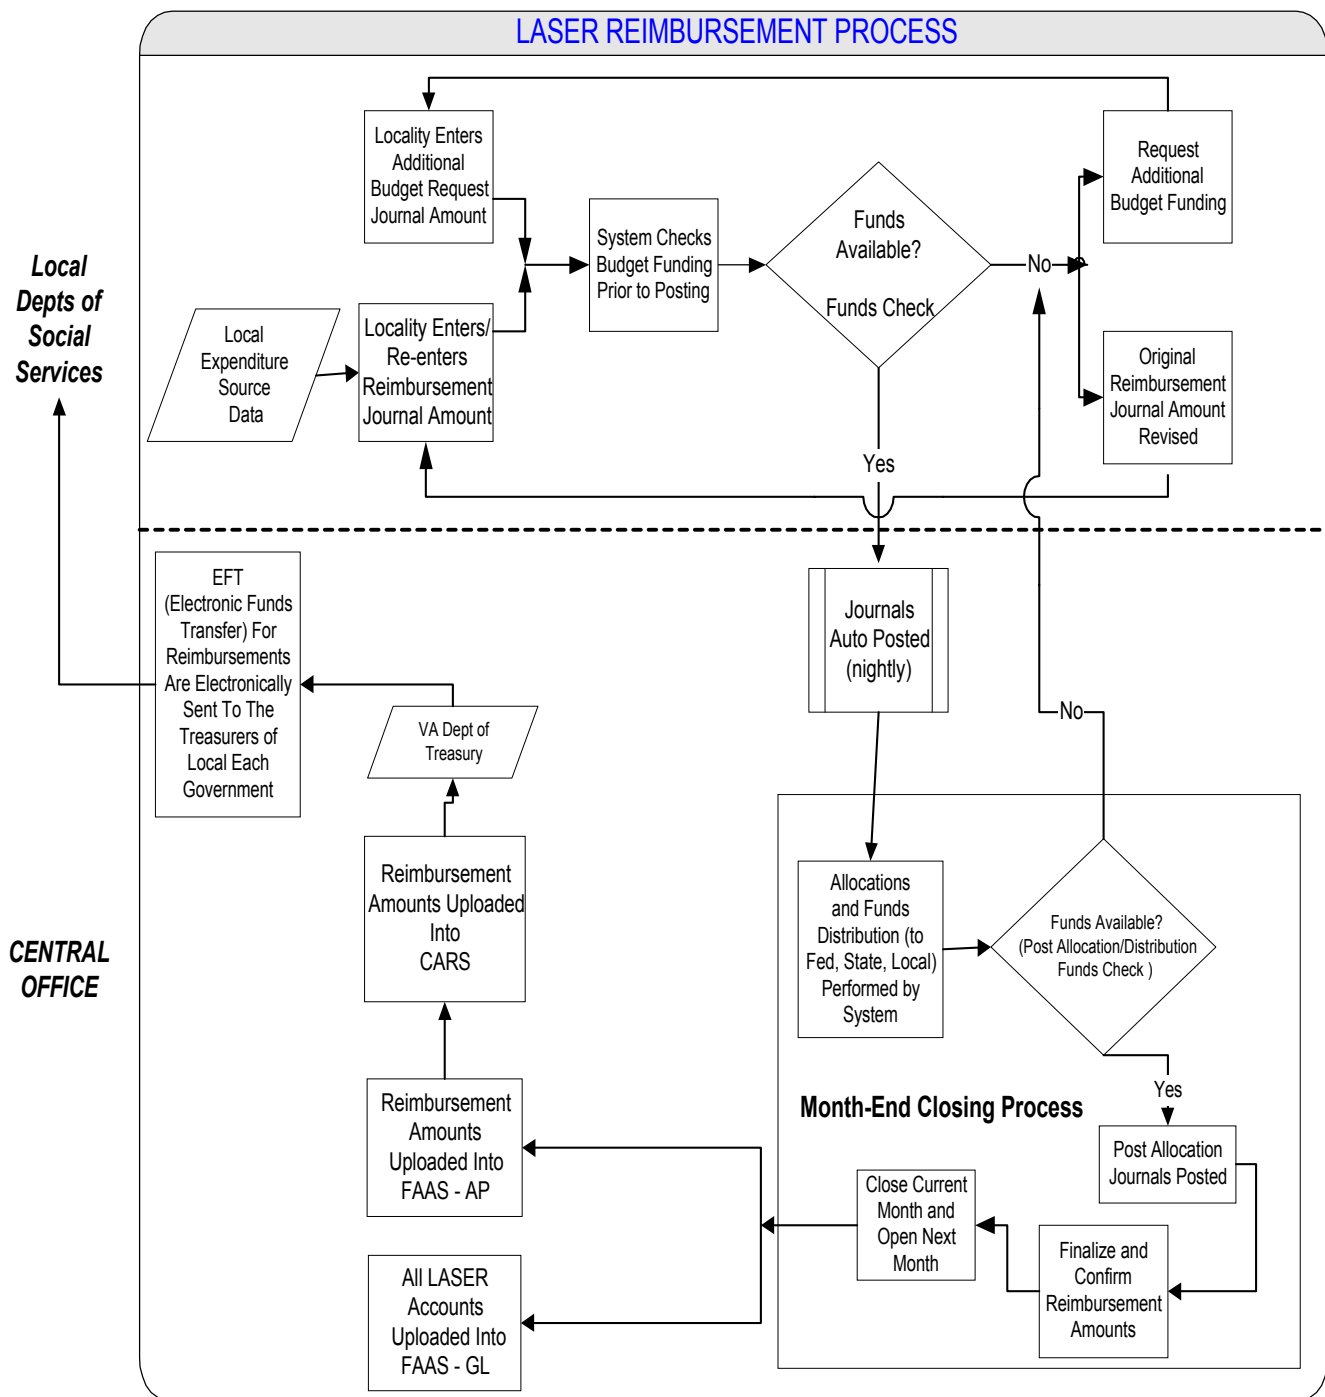 LASER REIMBURSEMENT PROCESS
Locality Enters
Additional
Budget Request
Journal Amount
System Checks
Budget Funding
Prior to Posting
Funds
Available?
Funds Check
No
Request
Additional
Budget Funding
Local
Depts of
Social
Services
Local
Expenditure
Source
Data
Locality Enters/
Re-enters
Reimbursement
Journal Amount
Original
Reimbursement
Journal Amount
Revised
Yes
EFT
(Electronic Funds
Transfer) For
Reimbursements
Are Electronically
Sent To The
Treasurers of
Local Each
Government
Journals
Auto Posted
(nightly)
VA Dept of
Treasury
No
Reimbursement
Amounts Uploaded
Into
CARS
Allocations
and Funds
Distribution (to
Fed, State, Local)
Performed by
System
Funds Available?
(Post Allocation/Distribution
Funds Check )
CENTRAL
OFFICE
Yes
Month-End Closing Process
Reimbursement
Amounts
Uploaded Into
FAAS - AP
Post Allocation
Journals Posted
Close Current
Month and
Open Next
Month
Finalize and
Confirm
Reimbursement
Amounts
All LASER
Accounts
Uploaded Into
FAAS - GL